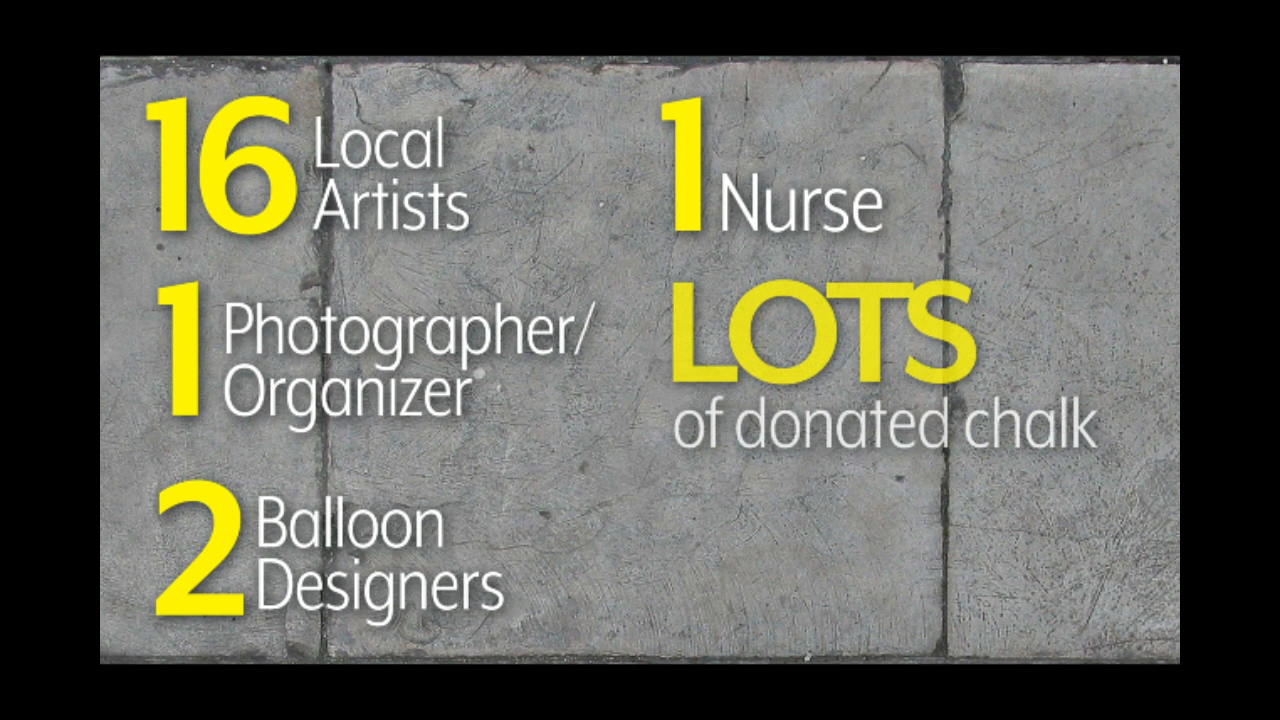 16 Local
Artists
1 Photographer/
Organizer
2 Balloon
Designers
1 Nurse
LOTS
of donated chalk